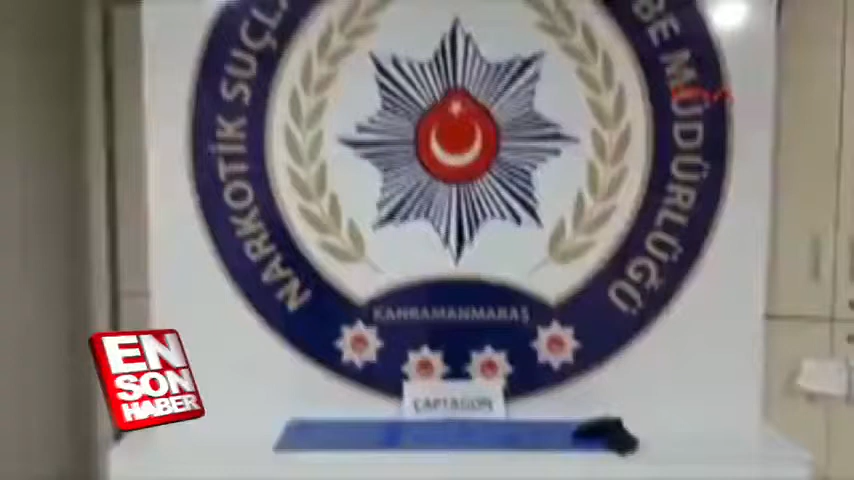 NARKOTİK SUÇLA
BE MÜDÜRLÜĞÜ
KAHRAMANMARAŞ
CAPTAGON
EN
SON
HABER